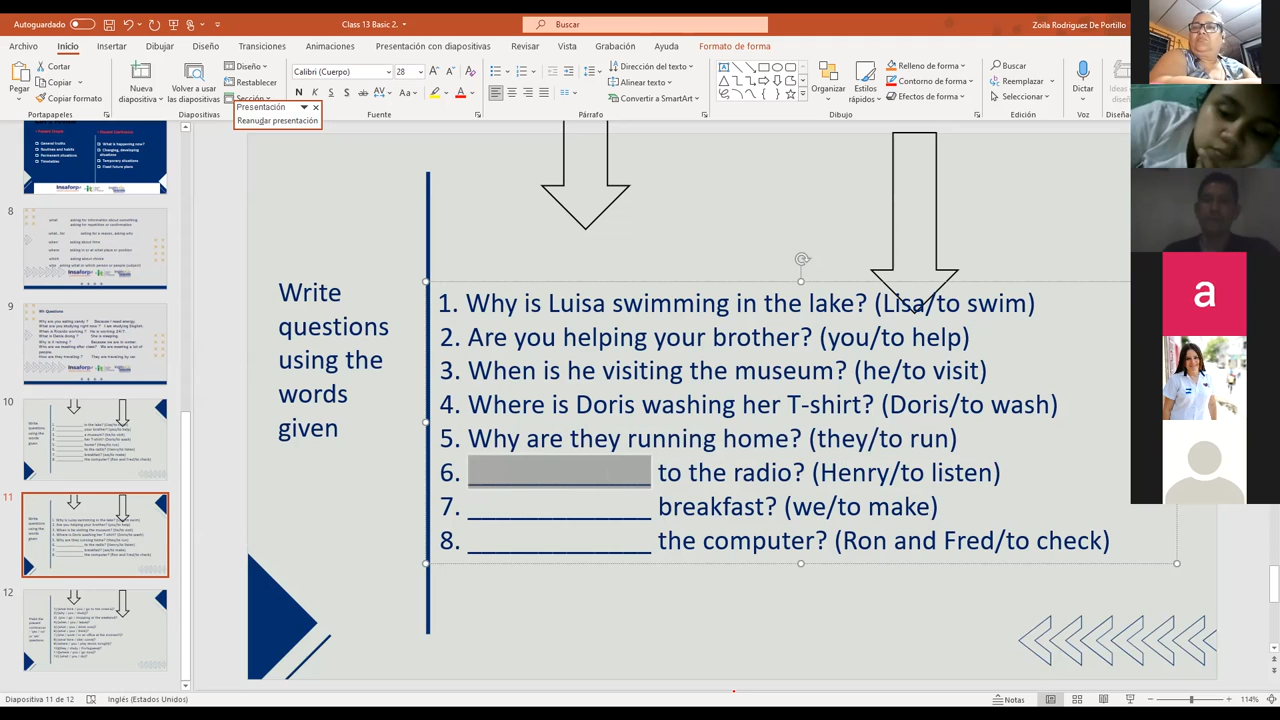 Autoguardado
Class 13 Basic 2.
Buscar
Zoila Rodriguez De Portillo
Archivo Inicio Insertar Dibujar Diseño Transiciones Animaciones Presentación con diapositivas Revisar Vista Grabación Ayuda Formato de forma
Pegar
Cortar
Copiar
Copiar formato
Portapapeles
Nueva diapositiva
Volver a usar las diapositivas
Diseño
Restablecer
Sección
Diapositivas
Presentación
Reanudar presentación
Calibri (Cuerpo) 28
Fuente
Párrafo
Dirección del texto
Alinear texto
Convertir a SmartArt
Organizar
Estilos rápidos
Relleno de forma
Contorno de forma
Efectos de forma
Dibujo
Buscar
Reemplazar
Seleccionar
Edición
Dictar
Voz
8
9
10
11
12
Write
questions
using the
words
given
1. Why is Luisa swimming in the lake? (Lisa/to swim)
2. Are you helping your brother? (you/to help)
3. When is he visiting the museum? (he/to visit)
4. Where is Doris washing her T-shirt? (Doris/to wash)
5. Why are they running home? (they/to run)
6. ______________ to the radio? (Henry/to listen)
7. ______________ breakfast? (we/to make)
8. ______________ the computer? (Ron and Fred/to check)
a
Diapositiva 11 de 12
Inglés (Estados Unidos)
Notas
114%